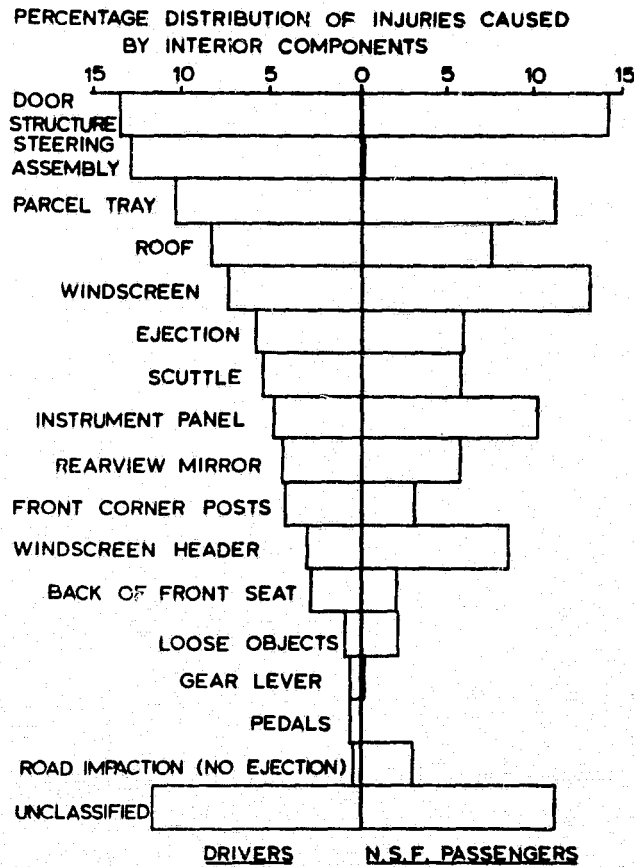 PERCENTAGE DISTRIBUTION OF INJURIES CAUSED
BY INTERIOR COMPONENTS
15 10 5 0 5 10 15
DOOR
STRUCTURE
STEERING
ASSEMBLY
PARCEL TRAY
ROOF
WINDSCREEN
EJECTION
SCUTTLE
INSTRUMENT PANEL
REARVIEW MIRROR
FRONT CORNER POSTS
WINDSCREEN HEADER
BACK OF FRONT SEAT
LOOSE OBJECTS
GEAR LEVER
PEDALS
ROAD IMPACTION (NO EJECTION)
UNCLASSIFIED
DRIVERS N.S.F. PASSENGERS